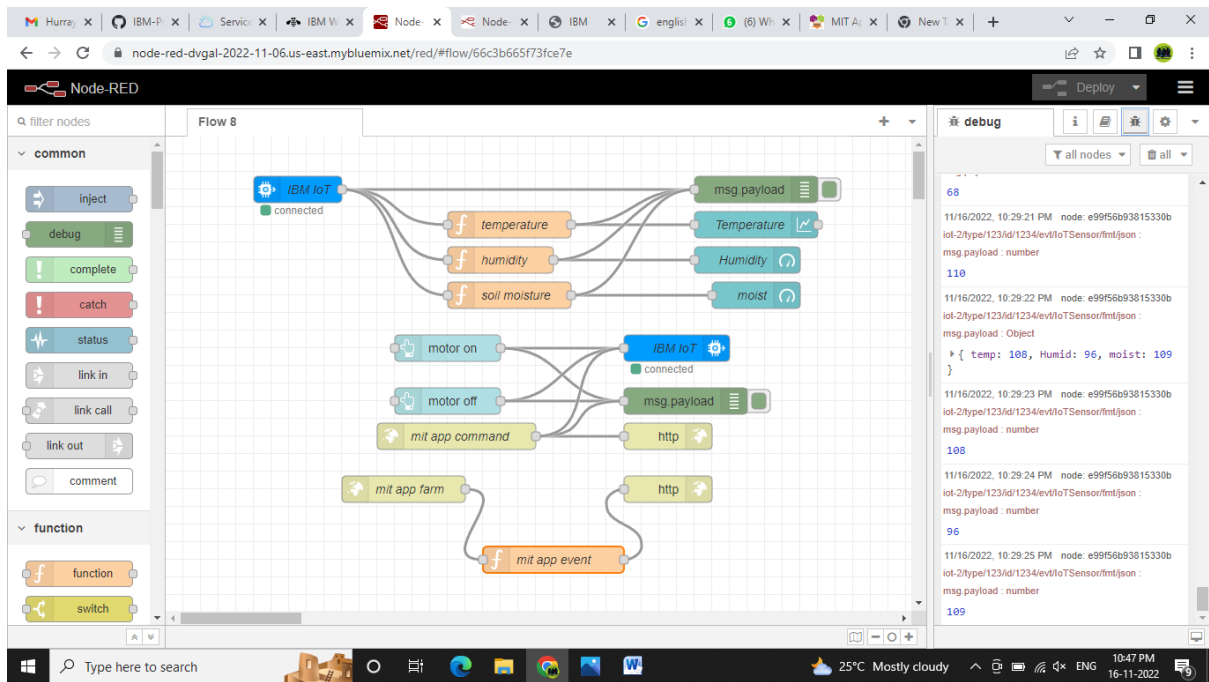 Hurray
IBM-P
Service
IBM W
Node-
Node-
IBM
englis
(6) Wh
MIT A
New T
node-red-dvgal-2022-11-06.us-east.mybluemix.net/red/#flow/66c3b665f73fce7e
Node-RED
Deploy
filter nodes
Flow 8
debug
i
common
all nodes
all
inject
debug
complete
catch
status
link in
link call
link out
comment
function
function
switch
IBM IoT
connected
msg.payload
temperature
Temperature
humidity
Humidity
soil moisture
moist
motor on
IBM IoT
connected
motor off
msg.payload
mit app command
http
mit app farm
http
mit app event
68
11/16/2022, 10:29:21 PM node: e99f56b93815330b
iot-2/type/123/id/1234/evt/IoTSensor/fmt/json :
msg.payload : number
110
11/16/2022, 10:29:22 PM node: e99f56b93815330b
iot-2/type/123/id/1234/evt/IoTSensor/fmt/json :
msg.payload : Object
{ temp: 108, Humid: 96, moist: 109
}
11/16/2022, 10:29:23 PM node: e99f56b93815330b
iot-2/type/123/id/1234/evt/IoTSensor/fmt/json :
msg.payload : number
108
11/16/2022, 10:29:24 PM node: e99f56b93815330b
iot-2/type/123/id/1234/evt/IoTSensor/fmt/json :
msg.payload : number
96
11/16/2022, 10:29:25 PM node: e99f56b93815330b
iot-2/type/123/id/1234/evt/IoTSensor/fmt/json :
msg.payload : number
109
Type here to search
25°C Mostly cloudy
ENG
10:47 PM
16-11-2022